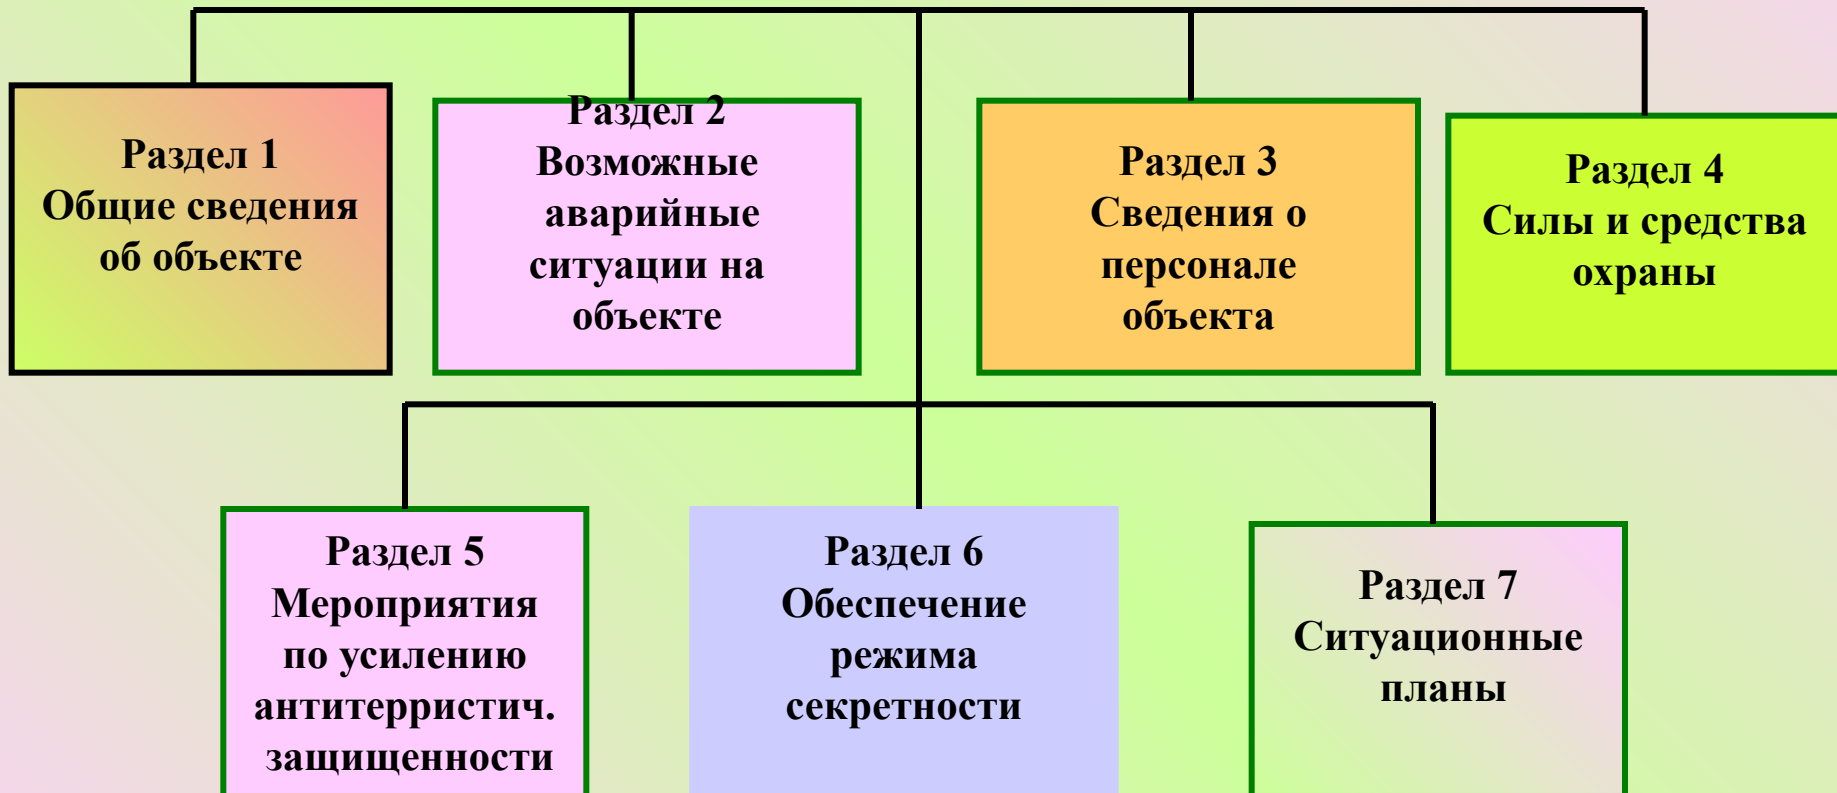 Раздел 1
Общие сведения
об объекте
Раздел 2
Возможные
аварийные
ситуации на
объекте
Раздел 3
Сведения о
персонале
объекта
Раздел 4
Силы и средства
охраны
Раздел 5
Мероприятия
по усилению
антитерристич.
защищенности
Раздел 6
Обеспечение
режима
секретности
Раздел 7
Ситуационные
планы